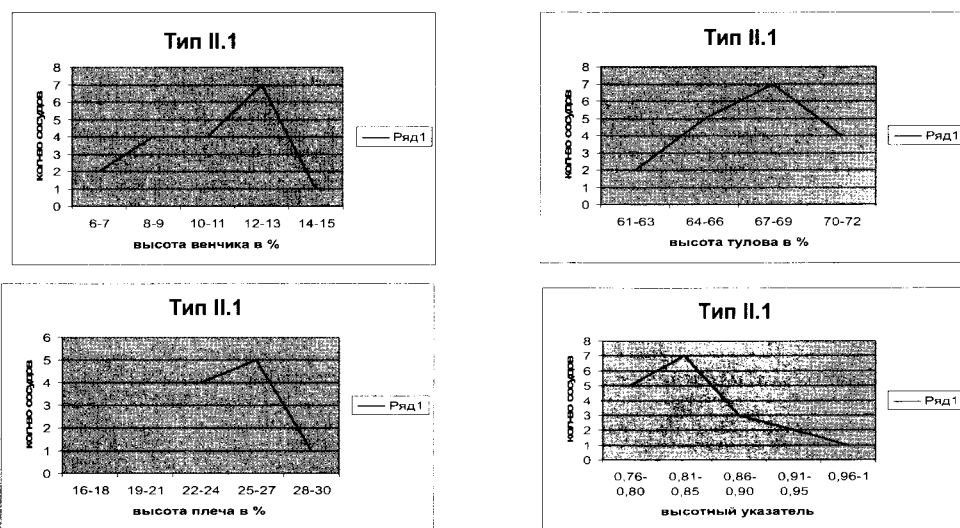 Тип II.1
кол-во сосудов
8
7
6
5
4
3
2
1
0
6-7 8-9 10-11 12-13 14-15
высота венчика в %
Ряд1
Тип II.1
кол-во сосудов
8
7
6
5
4
3
2
1
0
61-63 64-66 67-69 70-72
высота тулова в %
Ряд1
Тип II.1
кол-во сосудов
6
5
4
3
2
1
0
16-18 19-21 22-24 25-27 28-30
высота плеча в %
Ряд1
Тип II.1
кол-во сосудов
8
7
6
5
4
3
2
1
0
0,76- 0,81- 0,86- 0,91- 0,96-1
0,80 0,85 0,90 0,95
высотный указатель
Ряд1